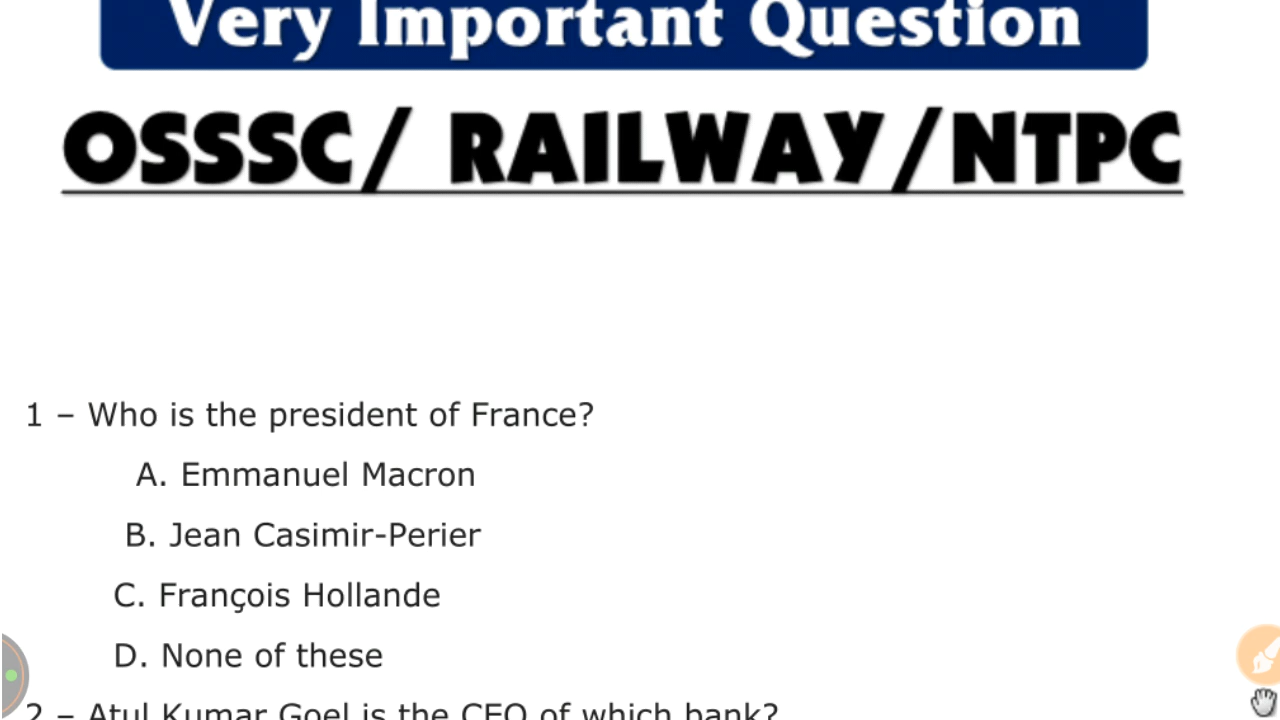 Very Important Question
OSSSC/ RAILWAY/NTPC
1 – Who is the president of France?
A. Emmanuel Macron
B. Jean Casimir-Perier
C. François Hollande
D. None of these
2 – Atul Kumar Goel is the CEO of which bank?